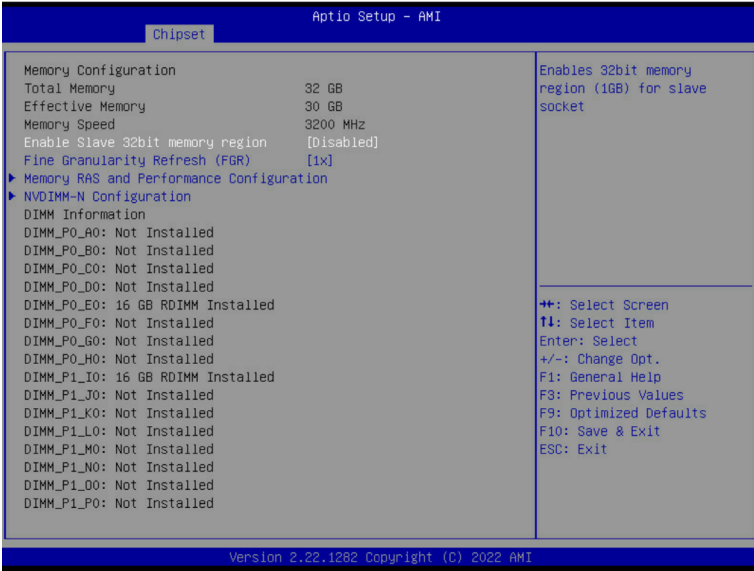 Aptio Setup – AMI
Chipset
Memory Configuration
Total Memory 32 GB
Effective Memory 30 GB
Memory Speed 3200 MHz
Enable Slave 32bit memory region [Disabled]
Fine Granularity Refresh (FGR) [1x]
Memory RAS and Performance Configuration
NVDIMM-N Configuration
DIMM Information
DIMM_P0_A0: Not Installed
DIMM_P0_B0: Not Installed
DIMM_P0_C0: Not Installed
DIMM_P0_D0: Not Installed
DIMM_P0_E0: 16 GB RDIMM Installed
DIMM_P0_F0: Not Installed
DIMM_P0_G0: Not Installed
DIMM_P0_H0: Not Installed
DIMM_P1_I0: 16 GB RDIMM Installed
DIMM_P1_J0: Not Installed
DIMM_P1_K0: Not Installed
DIMM_P1_L0: Not Installed
DIMM_P1_M0: Not Installed
DIMM_P1_N0: Not Installed
DIMM_P1_O0: Not Installed
DIMM_P1_P0: Not Installed
Enables 32bit memory
region (1GB) for slave
socket
→←: Select Screen
↑↓: Select Item
Enter: Select
+/-: Change Opt.
F1: General Help
F3: Previous Values
F9: Optimized Defaults
F10: Save & Exit
ESC: Exit
Version 2.22.1282 Copyright (C) 2022 AMI